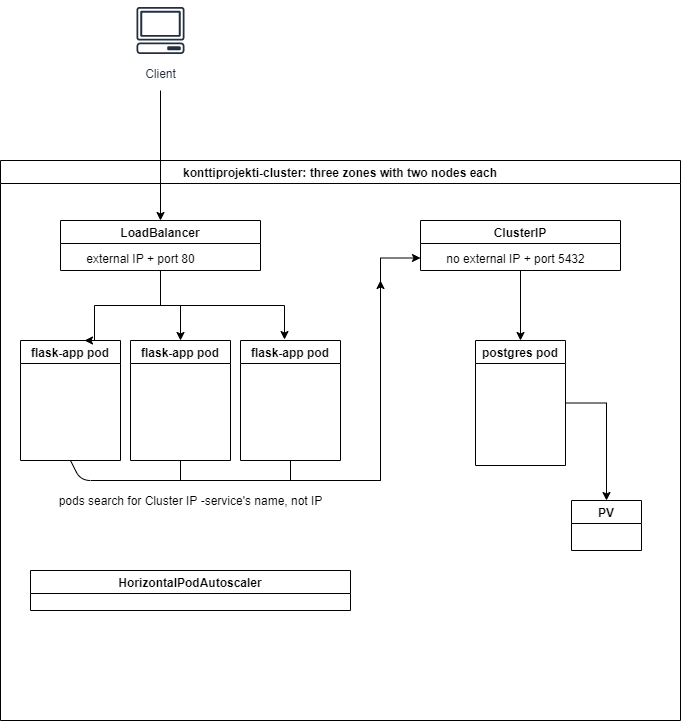 Client
konttiprojekti-cluster: three zones with two nodes each
LoadBalancer
external IP + port 80
ClusterIP
no external IP + port 5432
flask-app pod
flask-app pod
flask-app pod
postgres pod
pods search for Cluster IP -service's name, not IP
PV
HorizontalPodAutoscaler